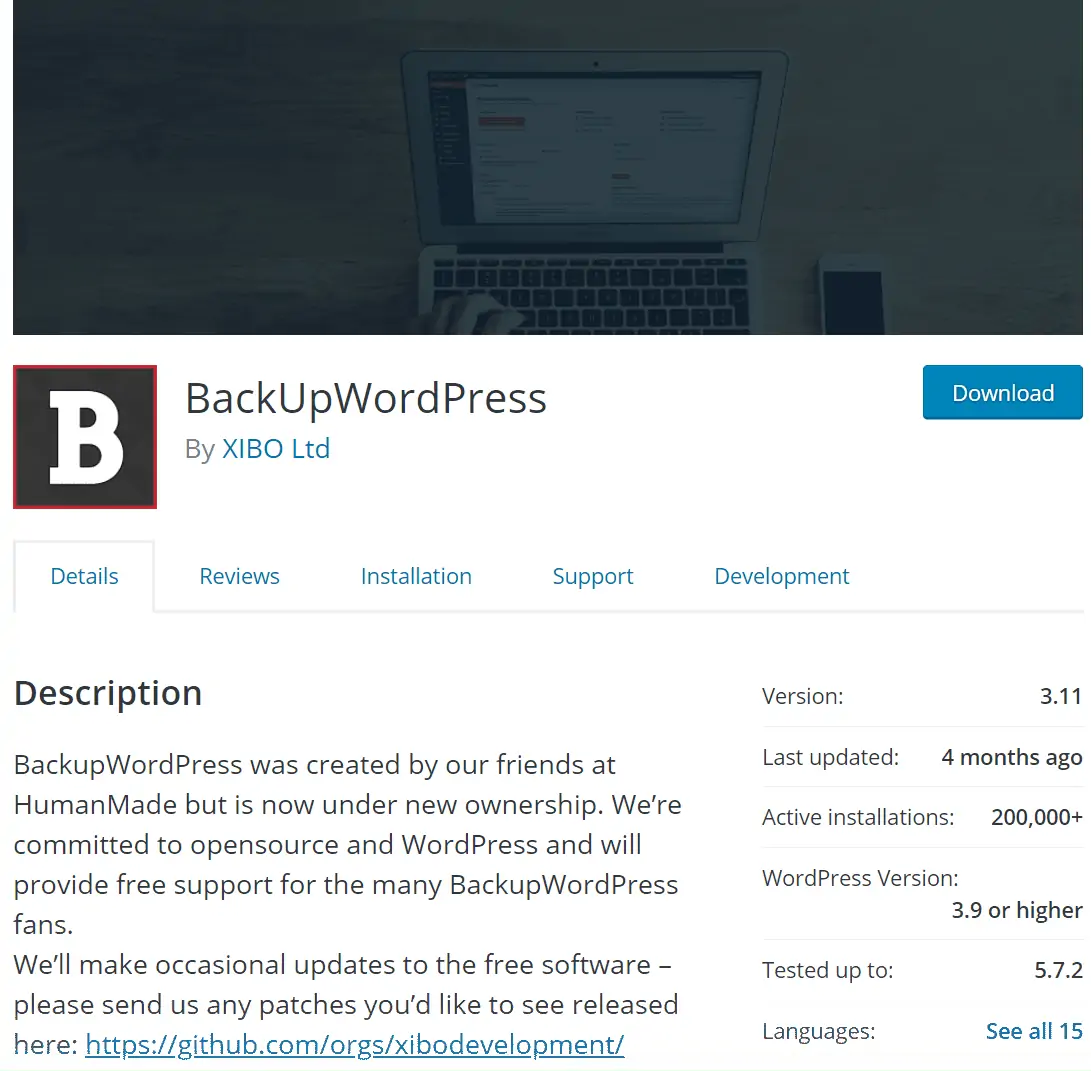 B
BackUpWordPress
By XIBO Ltd
Download
Details
Reviews
Installation
Support
Development
Description
BackupWordPress was created by our friends at
HumanMade but is now under new ownership. We’re
committed to opensource and WordPress and will
provide free support for the many BackupWordPress
fans.
We’ll make occasional updates to the free software –
please send us any patches you’d like to see released
here: https://github.com/orgs/xibodevelopment/
Version: 3.11
Last updated: 4 months ago
Active installations: 200,000+
WordPress Version:
3.9 or higher
Tested up to: 5.7.2
Languages: See all 15